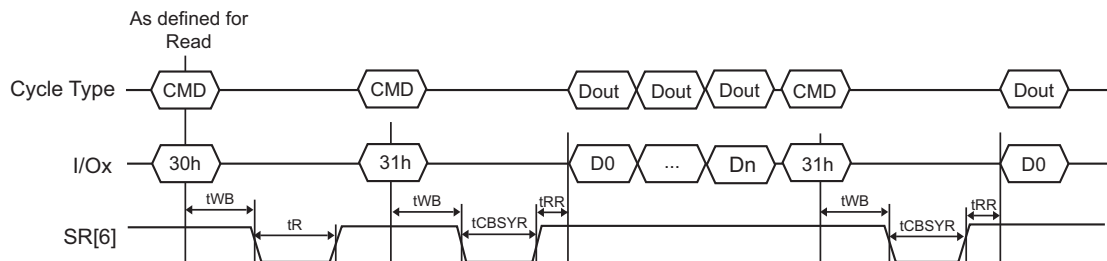 As defined for
Read
Cycle Type CMD CMD Dout Dout Dout CMD Dout
I/Ox 30h 31h D0 ... Dn 31h D0
tWB tR tWB tCBSYR tRR tWB tCBSYR tRR
SR[6]